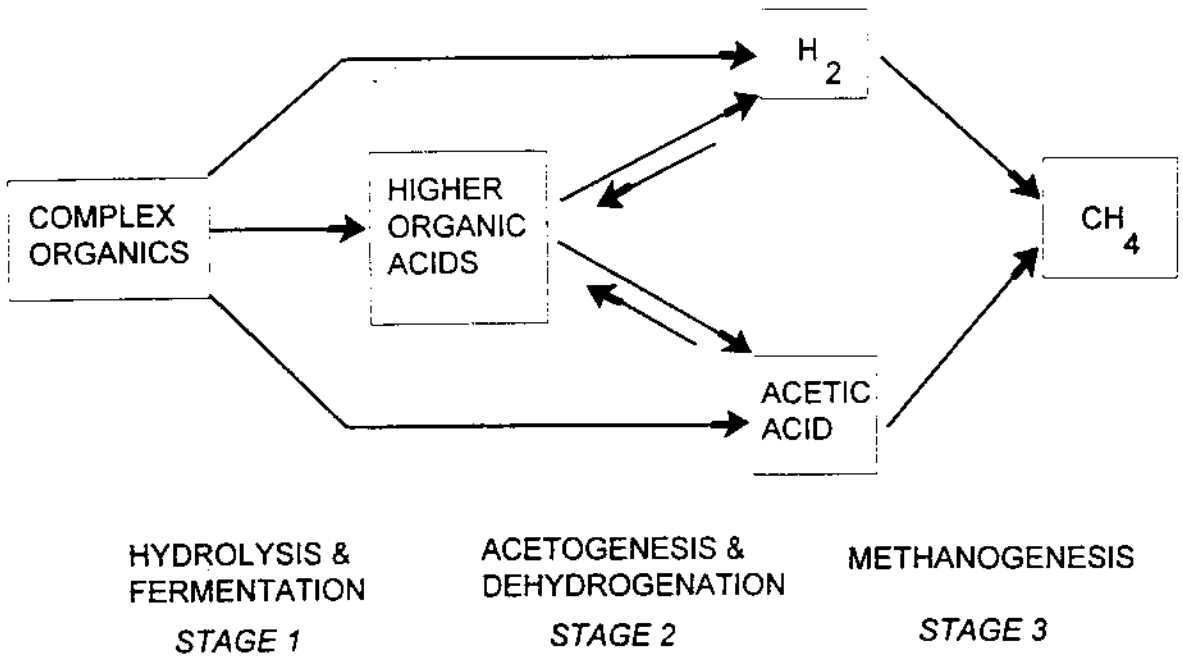 H2
HIGHER
ORGANIC
ACIDS
COMPLEX
ORGANICS
CH4
ACETIC
ACID
HYDROLYSIS &
FERMENTATION
STAGE 1
ACETOGENESIS &
DEHYDROGENATION
STAGE 2
METHANOGENESIS
STAGE 3